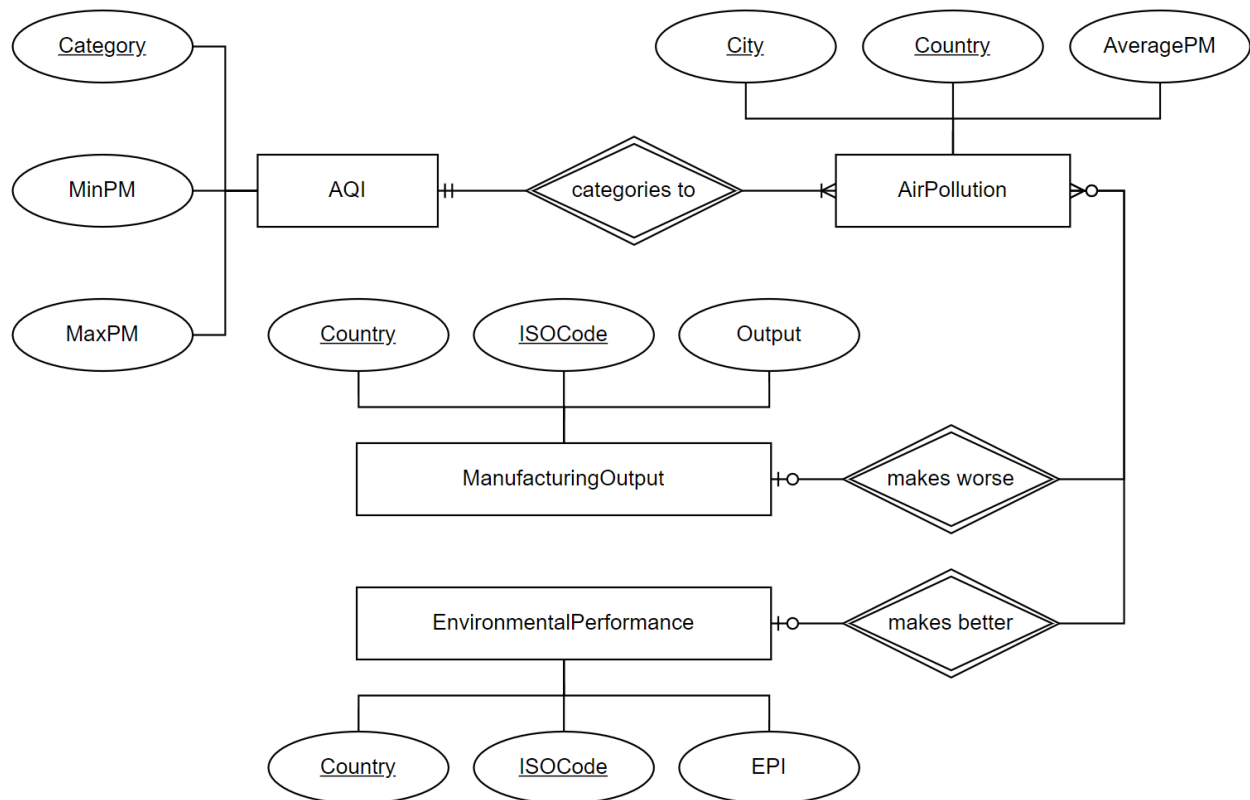 Category
City
Country
AveragePM
MinPM
AQI
categories to
AirPollution
MaxPM
Country
ISOCode
Output
ManufacturingOutput
makes worse
EnvironmentalPerformance
makes better
Country
ISOCode
EPI